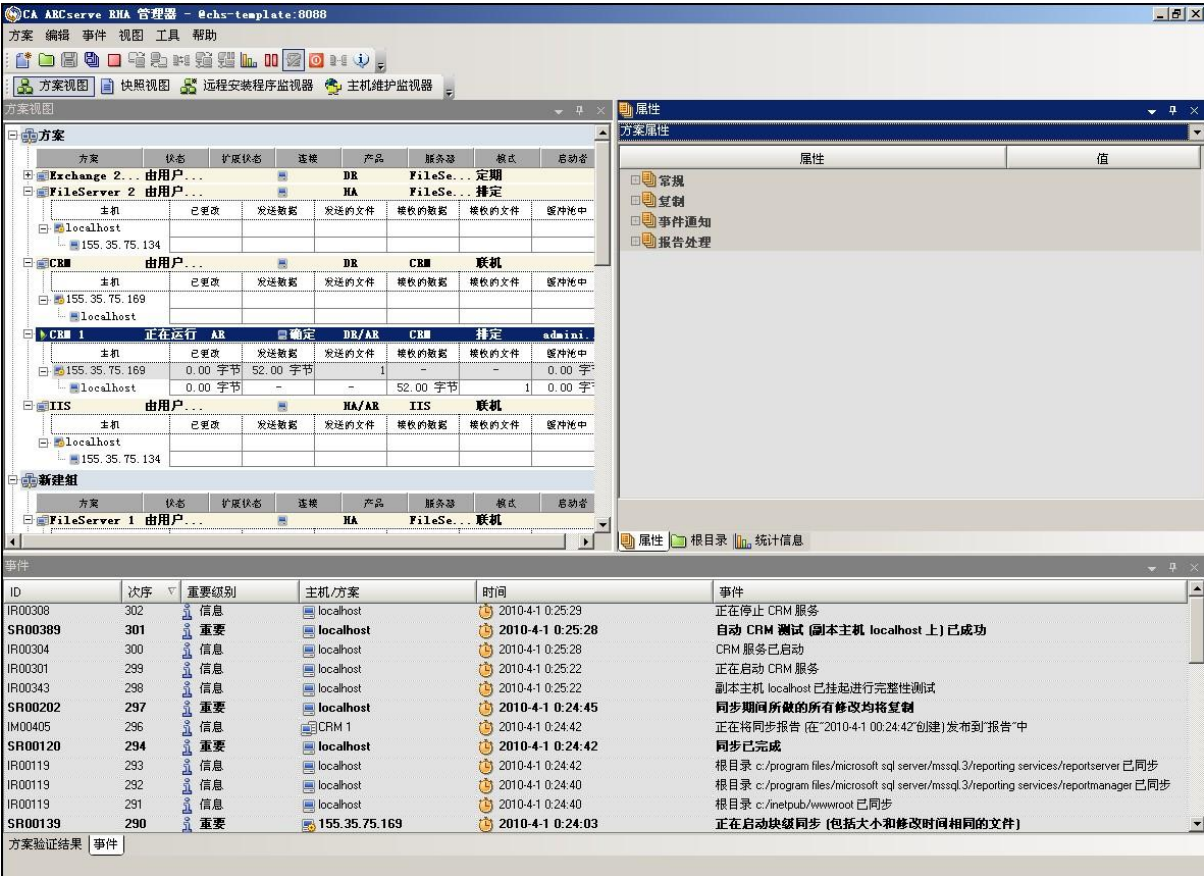 CA ARCserve RHA 管理器 - @chs-template:8088
方案 编辑 事件 视图 工具 帮助
方案视图 快照视图 远程安装程序监视器 主机维护监视器
方案视图
方案
方案 状态 扩展状态 连接 产品 服务器 模式 启动者
Exchange 2... 由用户... DR FileSe... 定期
FileServer 2 由用户... HA FileSe... 排定
主机 已更改 发送数据 发送的文件 接收的数据 接收的文件 缓冲池中
localhost
155.35.75.134
CRM 由用户... DR CRM 联机
主机 已更改 发送数据 发送的文件 接收的数据 接收的文件 缓冲池中
155.35.75.169
localhost
CRM 1 正在运行 AR 确定 DR/AR CRM 排定 admini..
主机 已更改 发送数据 发送的文件 接收的数据 接收的文件 缓冲池中
155.35.75.169 0.00 字节 52.00 字节 1 - - 0.00 字
localhost 0.00 字节 - - 52.00 字节 1 0.00 字
IIS 由用户... HA/AR IIS 联机
主机 已更改 发送数据 发送的文件 接收的数据 接收的文件 缓冲池中
localhost
155.35.75.134
新建组
方案 状态 扩展状态 连接 产品 服务器 模式 启动者
FileServer 1 由用户... HA FileSe... 联机
属性
方案属性
属性 值
常规
复制
事件通知
报告处理
属性 根目录 统计信息
事件
ID 次序 重要级别 主机/方案 时间 事件
IR00308 302 信息 localhost 2010-4-1 0:25:29 正在停止 CRM 服务
SR00389 301 重要 localhost 2010-4-1 0:25:28 自动 CRM 测试 (副本主机 localhost 上) 已成功
IR00304 300 信息 localhost 2010-4-1 0:25:28 CRM 服务已启动
IR00301 299 信息 localhost 2010-4-1 0:25:22 正在启动 CRM 服务
IR00343 298 信息 localhost 2010-4-1 0:25:22 副本主机 localhost 已挂起进行完整性测试
SR00202 297 重要 localhost 2010-4-1 0:24:45 同步期间所做的所有修改均将复制
IM00405 296 信息 CRM 1 2010-4-1 0:24:42 正在将同步报告 (在"2010-4-1 00:24:42"创建) 发布到"报告"中
SR00120 294 重要 localhost 2010-4-1 0:24:42 同步已完成
IR00119 293 信息 localhost 2010-4-1 0:24:42 根目录 c:/program files/microsoft sql server/mssql.3/reporting services/reportserver 已同步
IR00119 292 信息 localhost 2010-4-1 0:24:40 根目录 c:/program files/microsoft sql server/mssql.3/reporting services/reportmanager 已同步
IR00119 291 信息 localhost 2010-4-1 0:24:40 根目录 c:/inetpub/wwwroot 已同步
SR00139 290 重要 155.35.75.169 2010-4-1 0:24:03 正在启动块级同步 (包括大小和修改时间相同的文件)
方案验证结果 事件